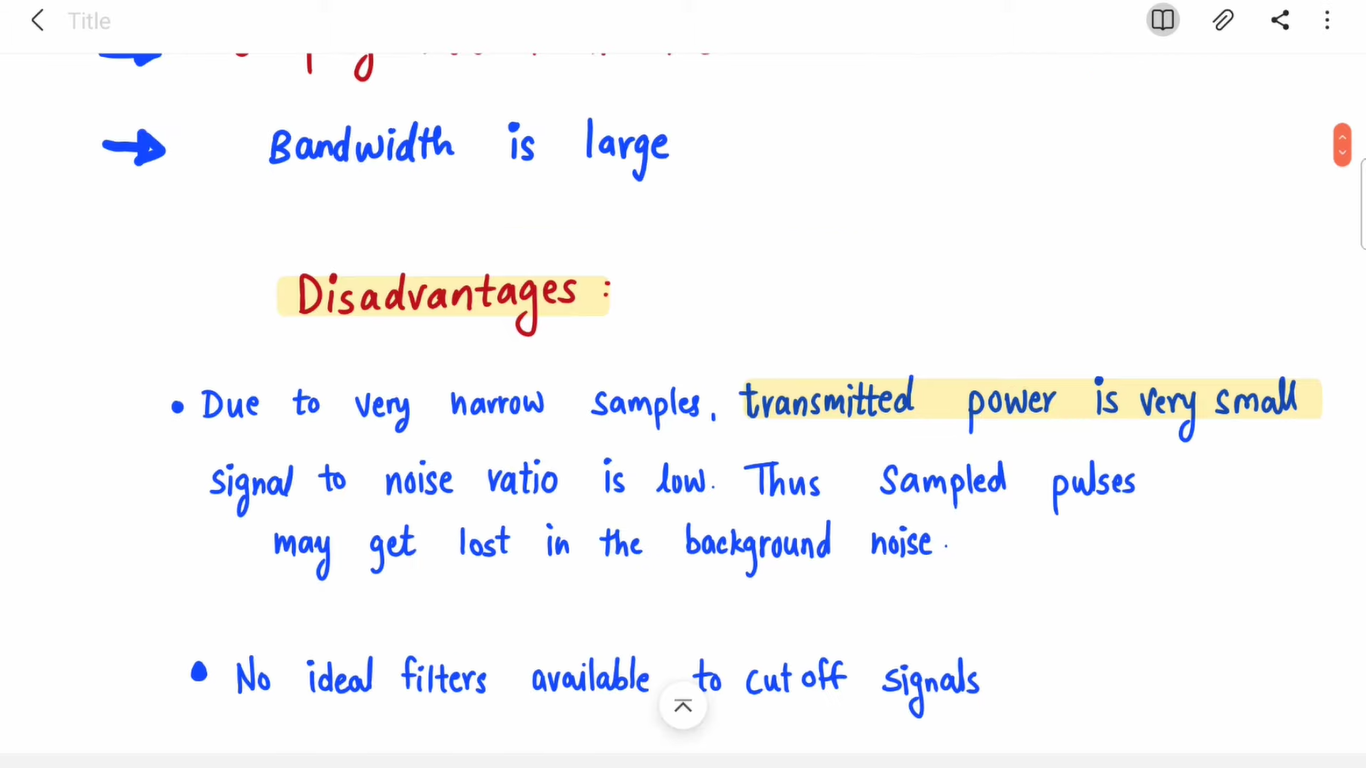 Title
→ Bandwidth is large
Disadvantages :
• Due to very narrow samples, transmitted power is very small
signal to noise ratio is low. Thus Sampled pulses
may get lost in the background noise.
• No ideal filters available to cut off signals